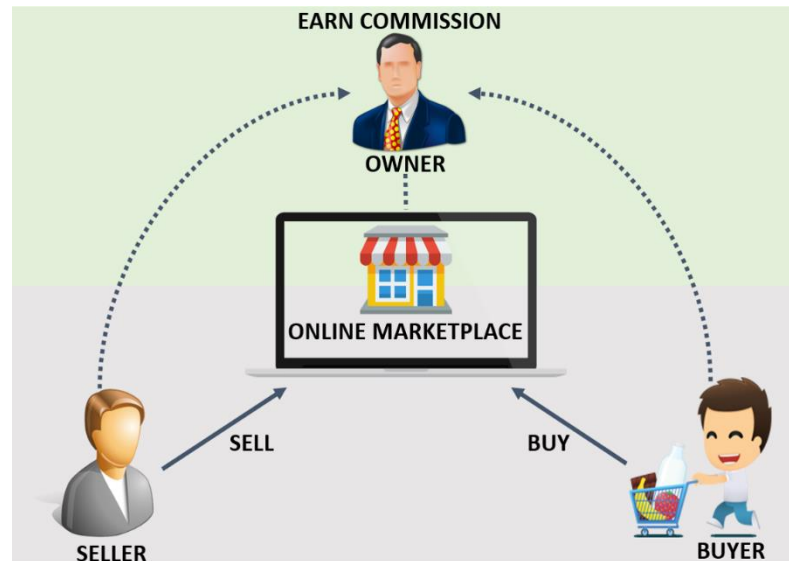 EARN COMMISSION
OWNER
ONLINE MARKETPLACE
SELL
BUY
SELLER
BUYER